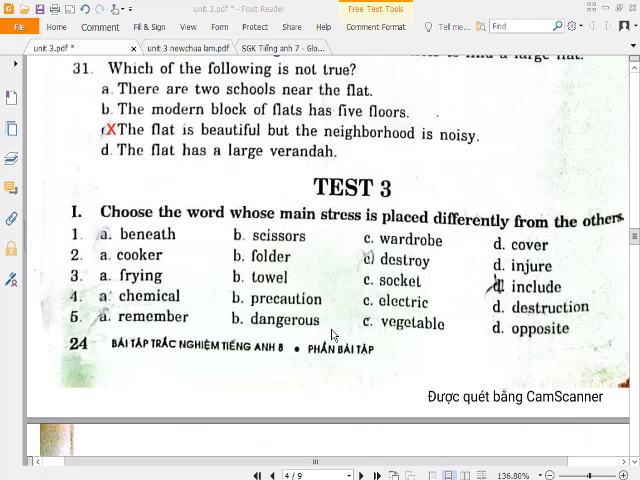 unit 3.pdf * - Foxit Reader
Free Text Tools
File Home Comment Fill & Sign View Form Protect Share Help Comment Format Tell me... Find
unit 3.pdf * × unit 3 newchua lam.pdf × SGK Tiếng anh 7 - Glo... ×
to find a large flat.
31. Which of the following is not true?
a. There are two schools near the flat.
b. The modern block of flats has five floors.
X The flat is beautiful but the neighborhood is noisy.
d. The flat has a large verandah.
TEST 3
I. Choose the word whose main stress is placed differently from the others.
1. a. beneath b. scissors c. wardrobe d. cover
2. a. cooker b. folder c) destroy d. injure
3. a. frying b. towel c. socket d. include
4. a. chemical b. precaution c. electric d. destruction
5. a. remember b. dangerous c. vegetable d. opposite
24 BÀI TẬP TRẮC NGHIỆM TIẾNG ANH 8 • PHẦN BÀI TẬP
Được quét bằng CamScanner
4 / 9 136.80%